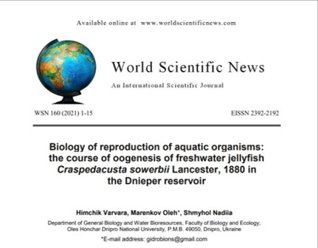 Available online at www.worldscientificnews.com
World Scientific News
An International Scientific Journal
WSN 160 (2021) 1-15
EISSN 2392-2192
Biology of reproduction of aquatic organisms:
the course of oogenesis of freshwater jellyfish
Craspedacusta sowerbii Lancester, 1880 in
the Dnieper reservoir
Himchik Varvara, Marenkov Oleh*, Shmyhol Nadiia
Department of General Biology and Water Bioresources, Faculty of Biology and Ecology,
Oles Honchar Dnipro National University, P.M.B. 49050, Dnipro, Ukraine
*E-mail address: gidrobions@gmail.com